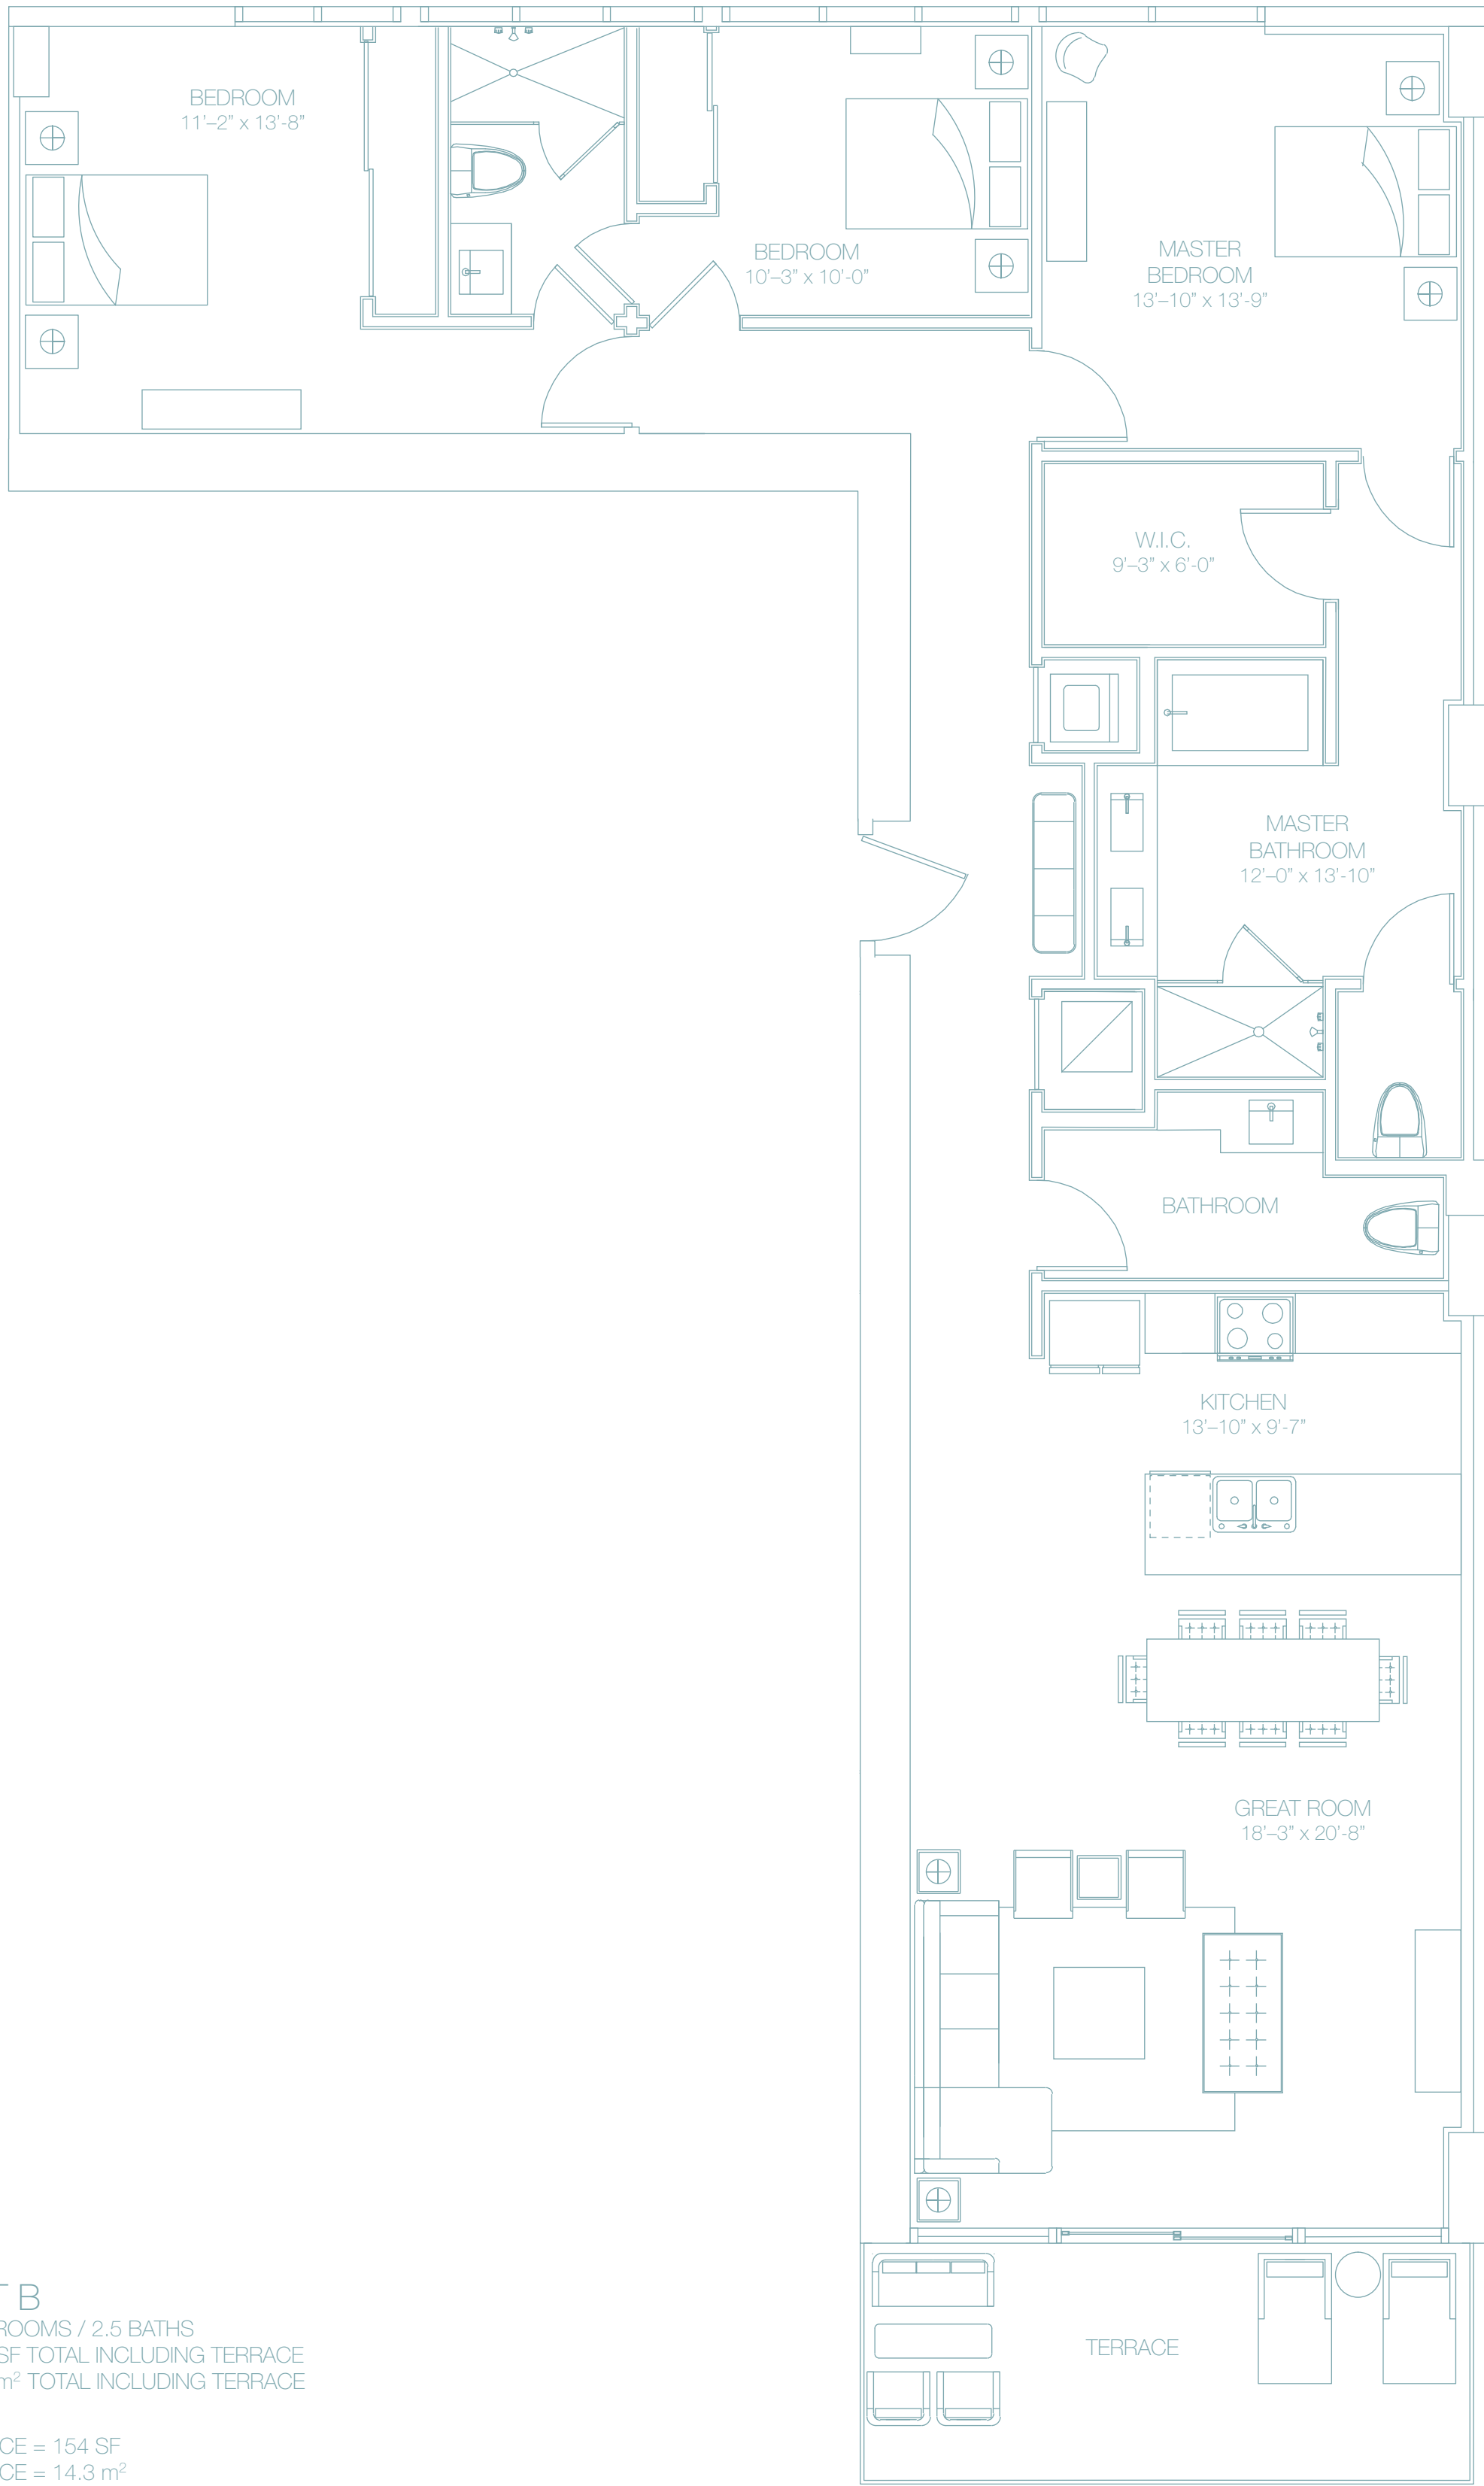 BEDROOM
11’–2” x 13’-8”
BEDROOM
10’–3” x 10’-0”
MASTER
BEDROOM
13’–10” x 13’-9”
W.I.C.
9’–3” x 6’-0”
MASTER
BATHROOM
12’–0” x 13’-10”
BATHROOM
KITCHEN
13’–10” x 9’-7”
GREAT ROOM
18’–3” x 20’-8”
TERRACE
B
ROOMS / 2.5 BATHS
SF TOTAL INCLUDING TERRACE
m² TOTAL INCLUDING TERRACE
CE = 154 SF
CE = 14.3 m²